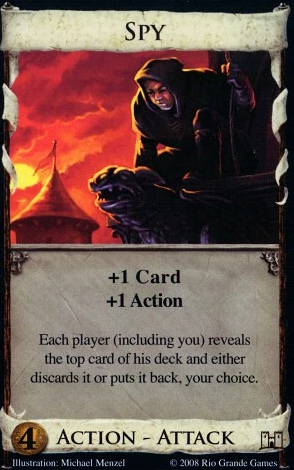 SPY
+1 Card
+1 Action
Each player (including you) reveals
the top card of his deck and either
discards it or puts it back, your choice.
4 ACTION - ATTACK
Illustration: Michael Menzel © 2008 Rio Grande Games